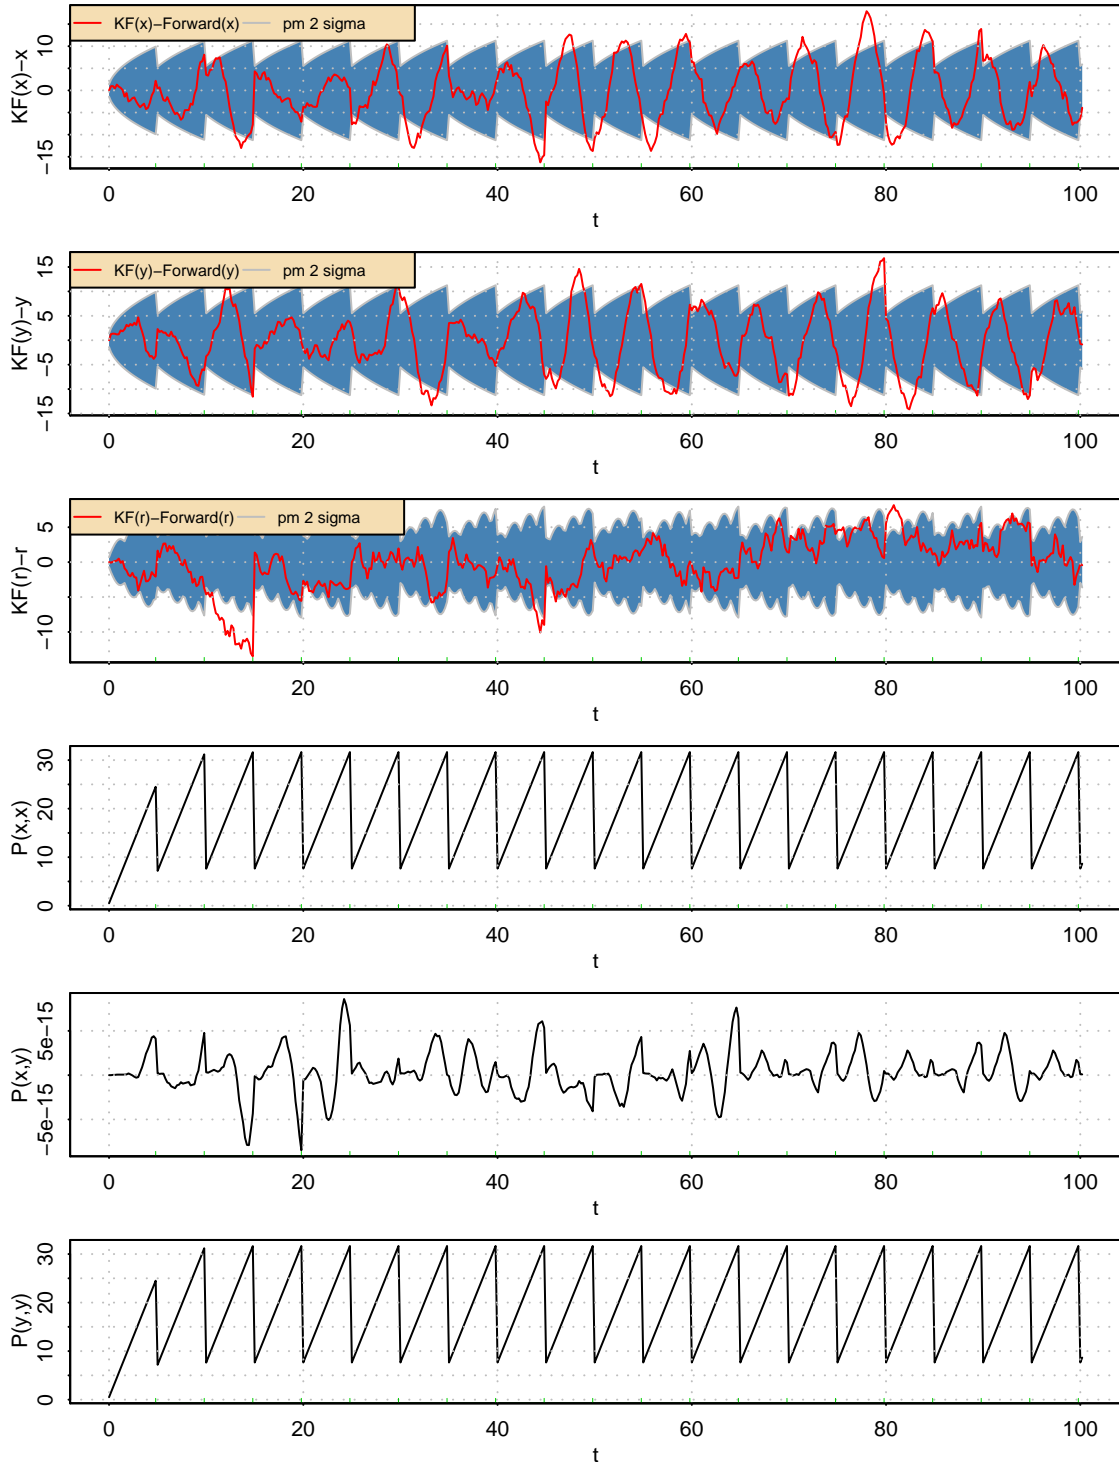 KF(x)−Forward(x) pm 2 sigma
KF(x)−x
−15 0 10
0 20 40 60 80 100
t
KF(y)−Forward(y) pm 2 sigma
KF(y)−y
−15 −5 5 15
0 20 40 60 80 100
t
KF(r)−Forward(r) pm 2 sigma
KF(r)−r
−10 0 5
0 20 40 60 80 100
t
P(x,x)
0 10 20 30
0 20 40 60 80 100
t
P(x,y)
−5e−15 5e−15
0 20 40 60 80 100
t
P(y,y)
0 10 20 30
0 20 40 60 80 100
t